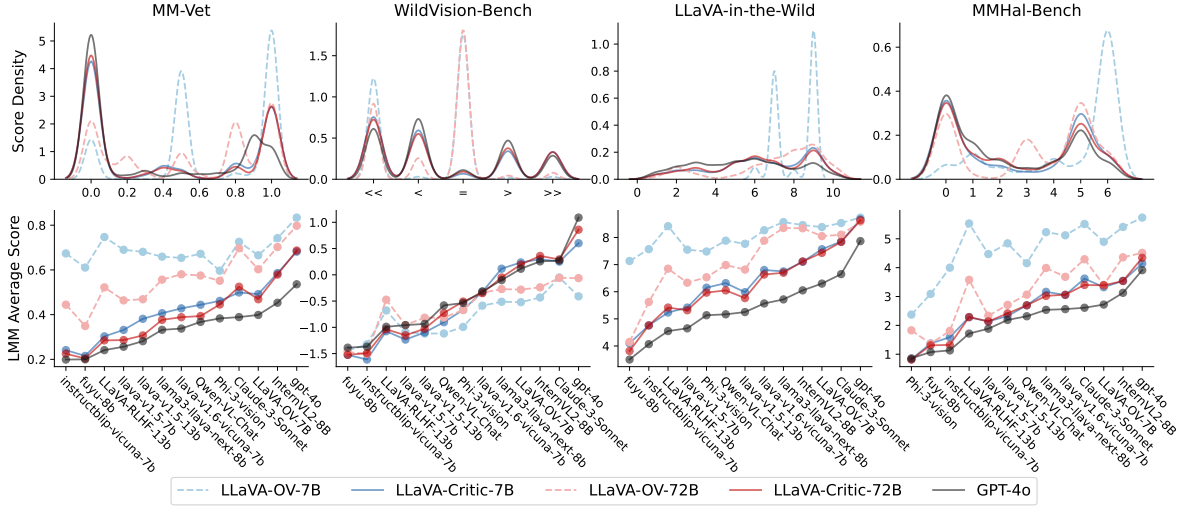 MM-Vet
WildVision-Bench
LLaVA-in-the-Wild
MMHal-Bench
Score Density
5
4
3
2
1
0
0.0 0.2 0.4 0.6 0.8 1.0
1.5
1.0
0.5
0.0
<< < = > >>
1.0
0.8
0.6
0.4
0.2
0.0
0 2 4 6 8 10
0.6
0.4
0.2
0.0
0 1 2 3 4 5 6
LMM Average Score
0.8
0.6
0.4
0.2
instructblip-vicuna-7b
fuyu-8b
LLaVA-RLHF-13b
llava-v1.5-7b
llava-v1.5-13b
llama3-llava-next-8b
llava-v1.6-vicuna-7b
Qwen-VL-Chat
Phi-3-vision
Claude-3-Sonnet
LLaVA-OV-7B
InternVL2-8B
gpt-4o
1.0
0.5
0.0
−0.5
−1.0
−1.5
fuyu-8b
instructblip-vicuna-7b
LLaVA-RLHF-13b
llava-v1.5-7b
llava-v1.5-13b
Qwen-VL-Chat
Phi-3-vision
llava-v1.6-vicuna-7b
llama3-llava-next-8b
LLaVA-OV-7B
InternVL2-8B
Claude-3-Sonnet
gpt-4o
8
7
6
5
4
fuyu-8b
instructblip-vicuna-7b
LLaVA-RLHF-13b
llava-v1.5-7b
Phi-3-vision
Qwen-VL-Chat
llava-v1.5-13b
llava-v1.6-vicuna-7b
llama3-llava-next-8b
InternVL2-8B
LLaVA-OV-7B
Claude-3-Sonnet
gpt-4o
5
4
3
2
1
Phi-3-vision
fuyu-8b
instructblip-vicuna-7b
LLaVA-RLHF-13b
llava-v1.5-7b
llava-v1.5-13b
Qwen-VL-Chat
llava-v1.6-vicuna-7b
llama3-llava-next-8b
Claude-3-Sonnet
LLaVA-OV-7B
InternVL2-8B
gpt-4o
LLaVA-OV-7B LLaVA-Critic-7B LLaVA-OV-72B LLaVA-Critic-72B GPT-4o